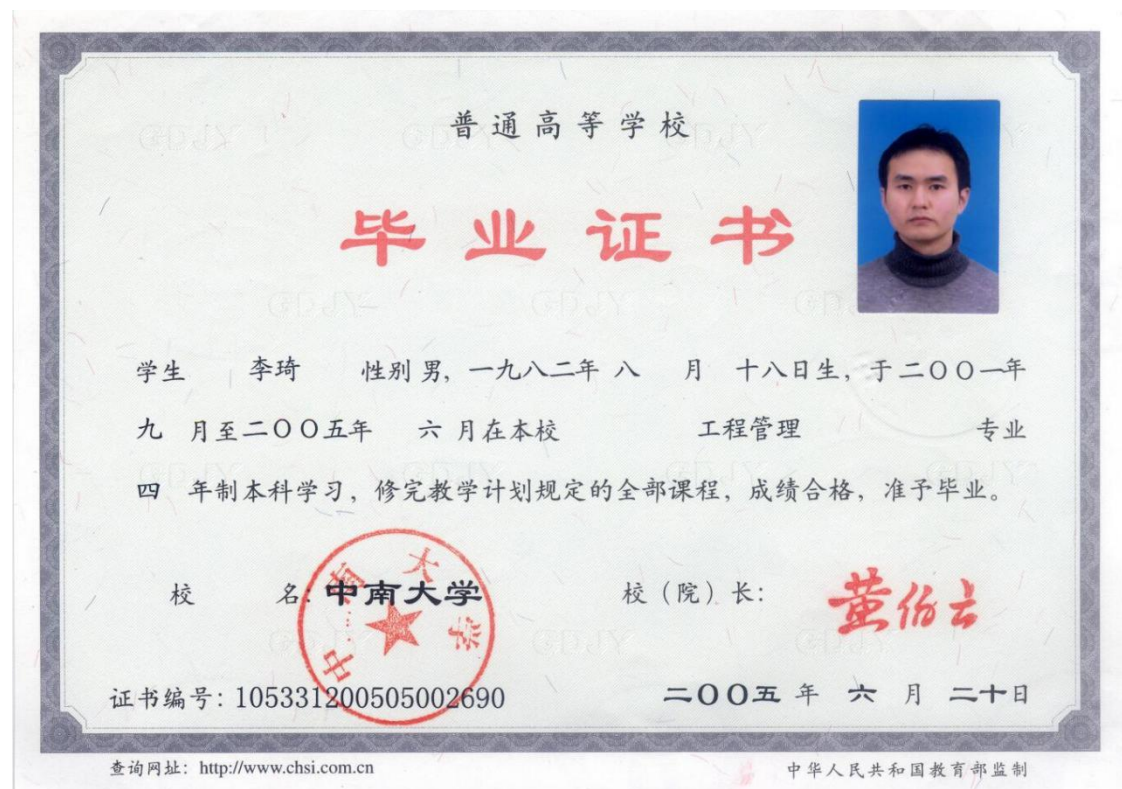 普通高等学校
毕业证书
学生 李琦 性别 男, 一九八二年 八 月 十八日生, 于二〇〇一年
九 月至二〇〇五年 六 月在本校 工程管理 专业
四 年制本科学习, 修完教学计划规定的全部课程, 成绩合格, 准予毕业。
校 名: 中南大学 校（院）长: 黄伯云
中南大学
证书编号: 105331200505002690 二〇〇五 年 六 月 二十日
查询网址: http://www.chsi.com.cn 中华人民共和国教育部监制